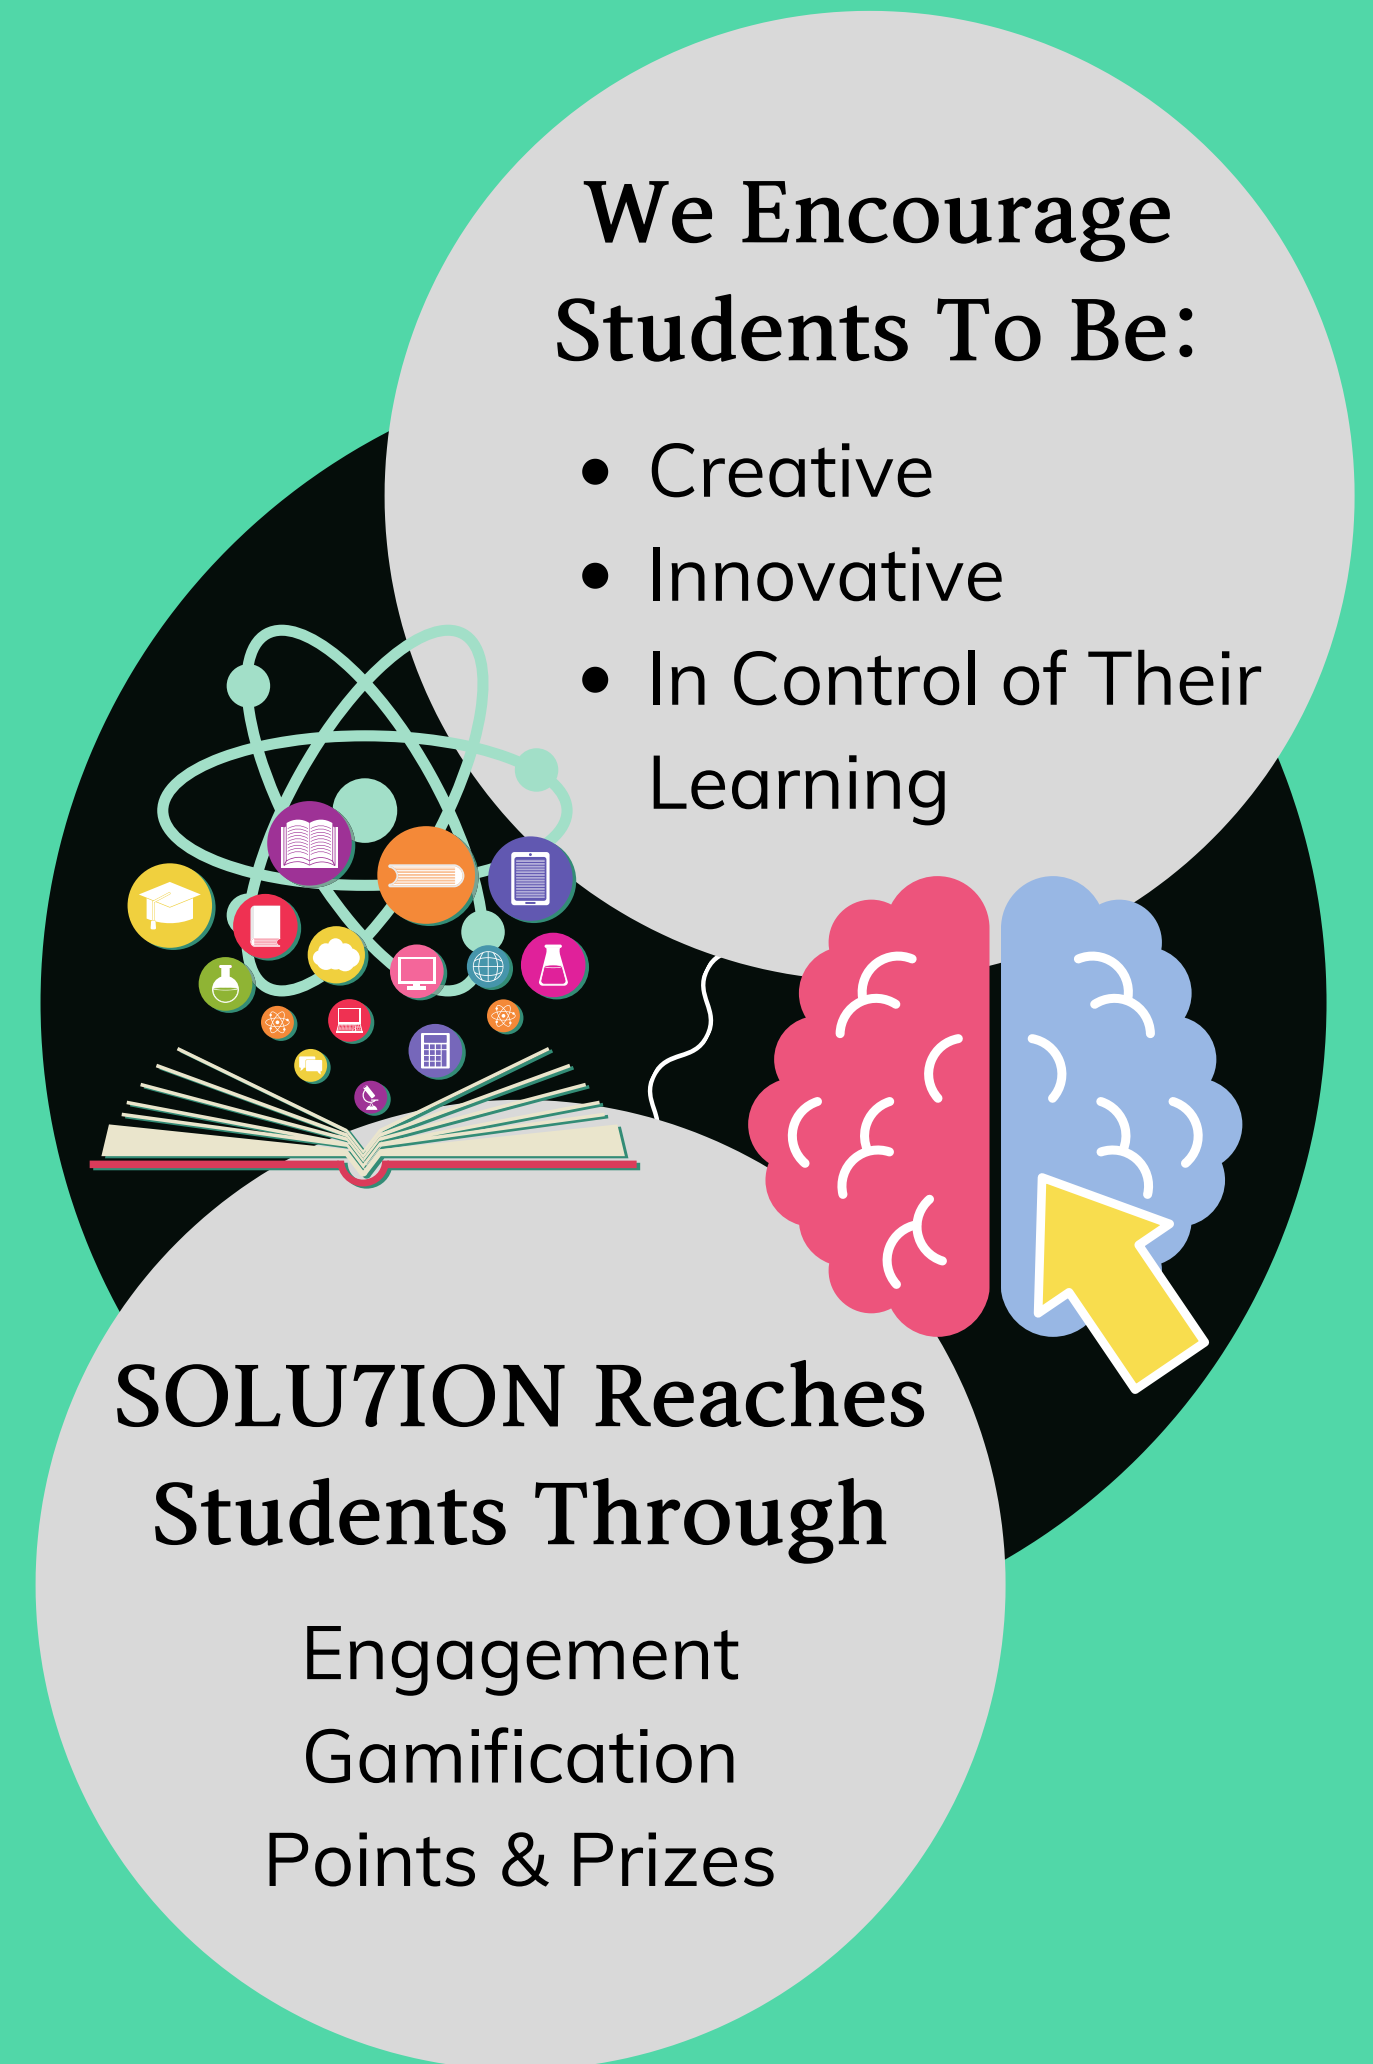 We Encourage
Students To Be:
• Creative
• Innovative
• In Control of Their
Learning
SOLU7ION Reaches
Students Through
Engagement
Gamification
Points & Prizes